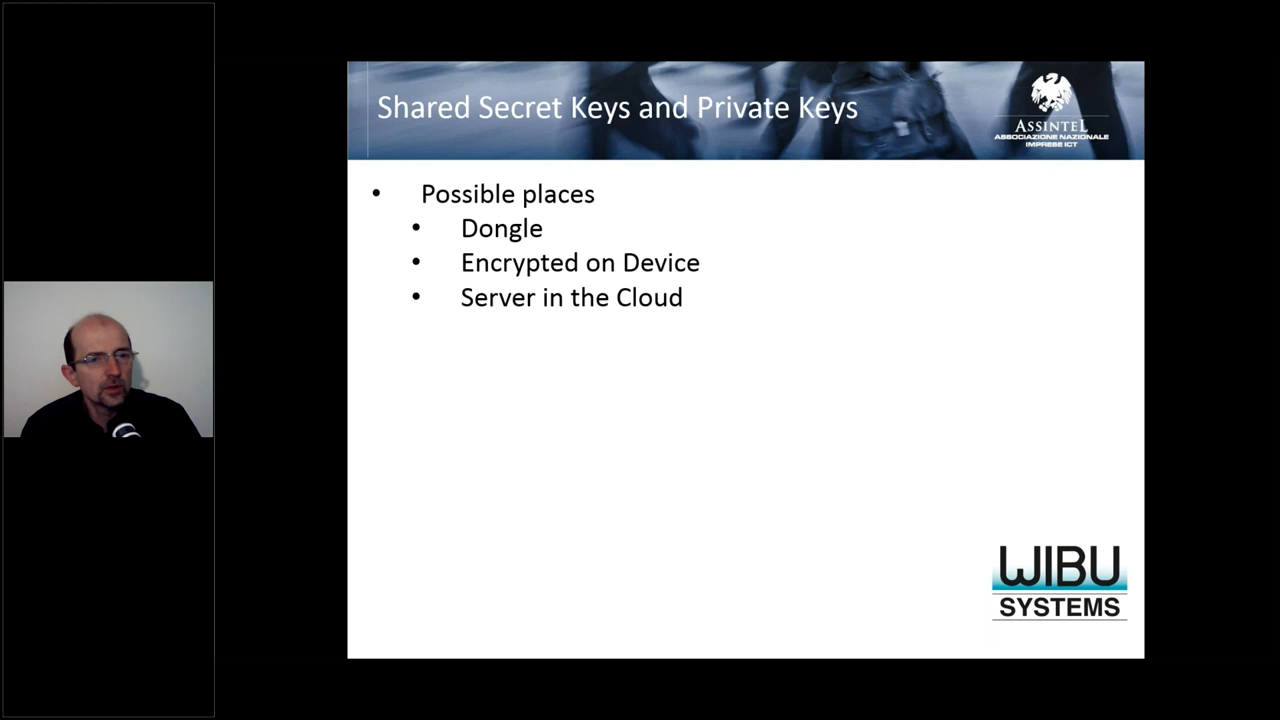 Shared Secret Keys and Private Keys
ASSINTEL
ASSOCIAZIONE NAZIONALE
IMPRESE ICT
• Possible places
• Dongle
• Encrypted on Device
• Server in the Cloud
WIBU
SYSTEMS